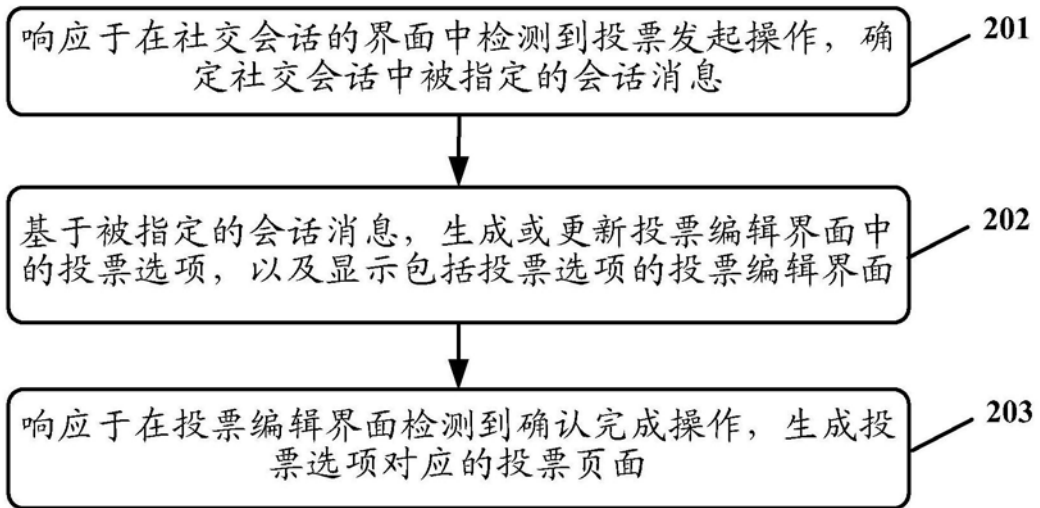 响应于在社交会话的界面中检测到投票发起操作，确
定社交会话中被指定的会话消息
201
基于被指定的会话消息，生成或更新投票编辑界面中
的投票选项，以及显示包括投票选项的投票编辑界面
202
响应于在投票编辑界面检测到确认完成操作，生成投
票选项对应的投票页面
203